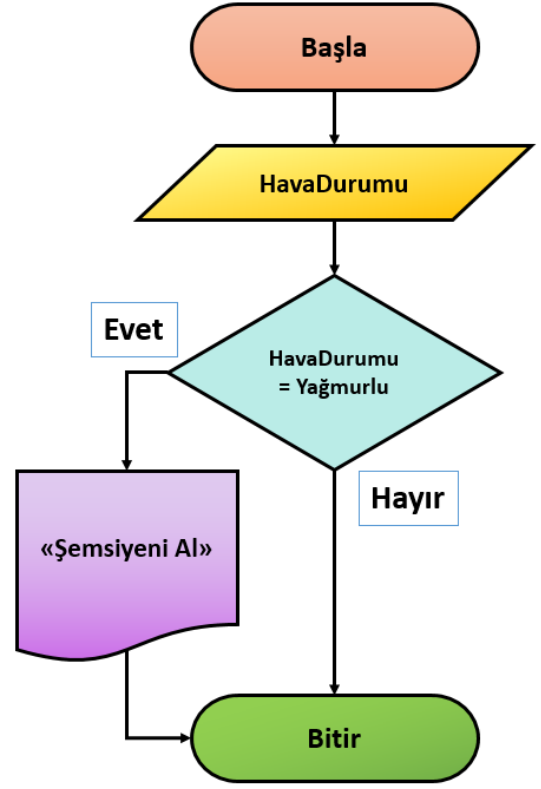 Başla
HavaDurumu
Evet
HavaDurumu
= Yağmurlu
Hayır
«Şemsiyeni Al»
Bitir